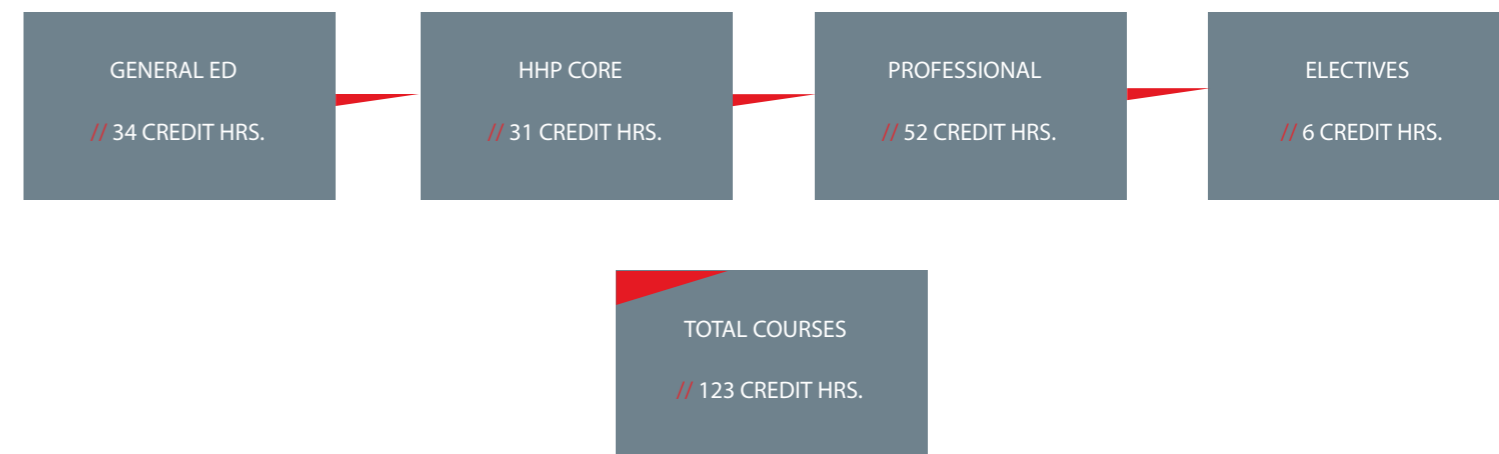 GENERAL ED
// 34 CREDIT HRS.
HHP CORE
// 31 CREDIT HRS.
PROFESSIONAL
// 52 CREDIT HRS.
ELECTIVES
// 6 CREDIT HRS.
TOTAL COURSES
// 123 CREDIT HRS.